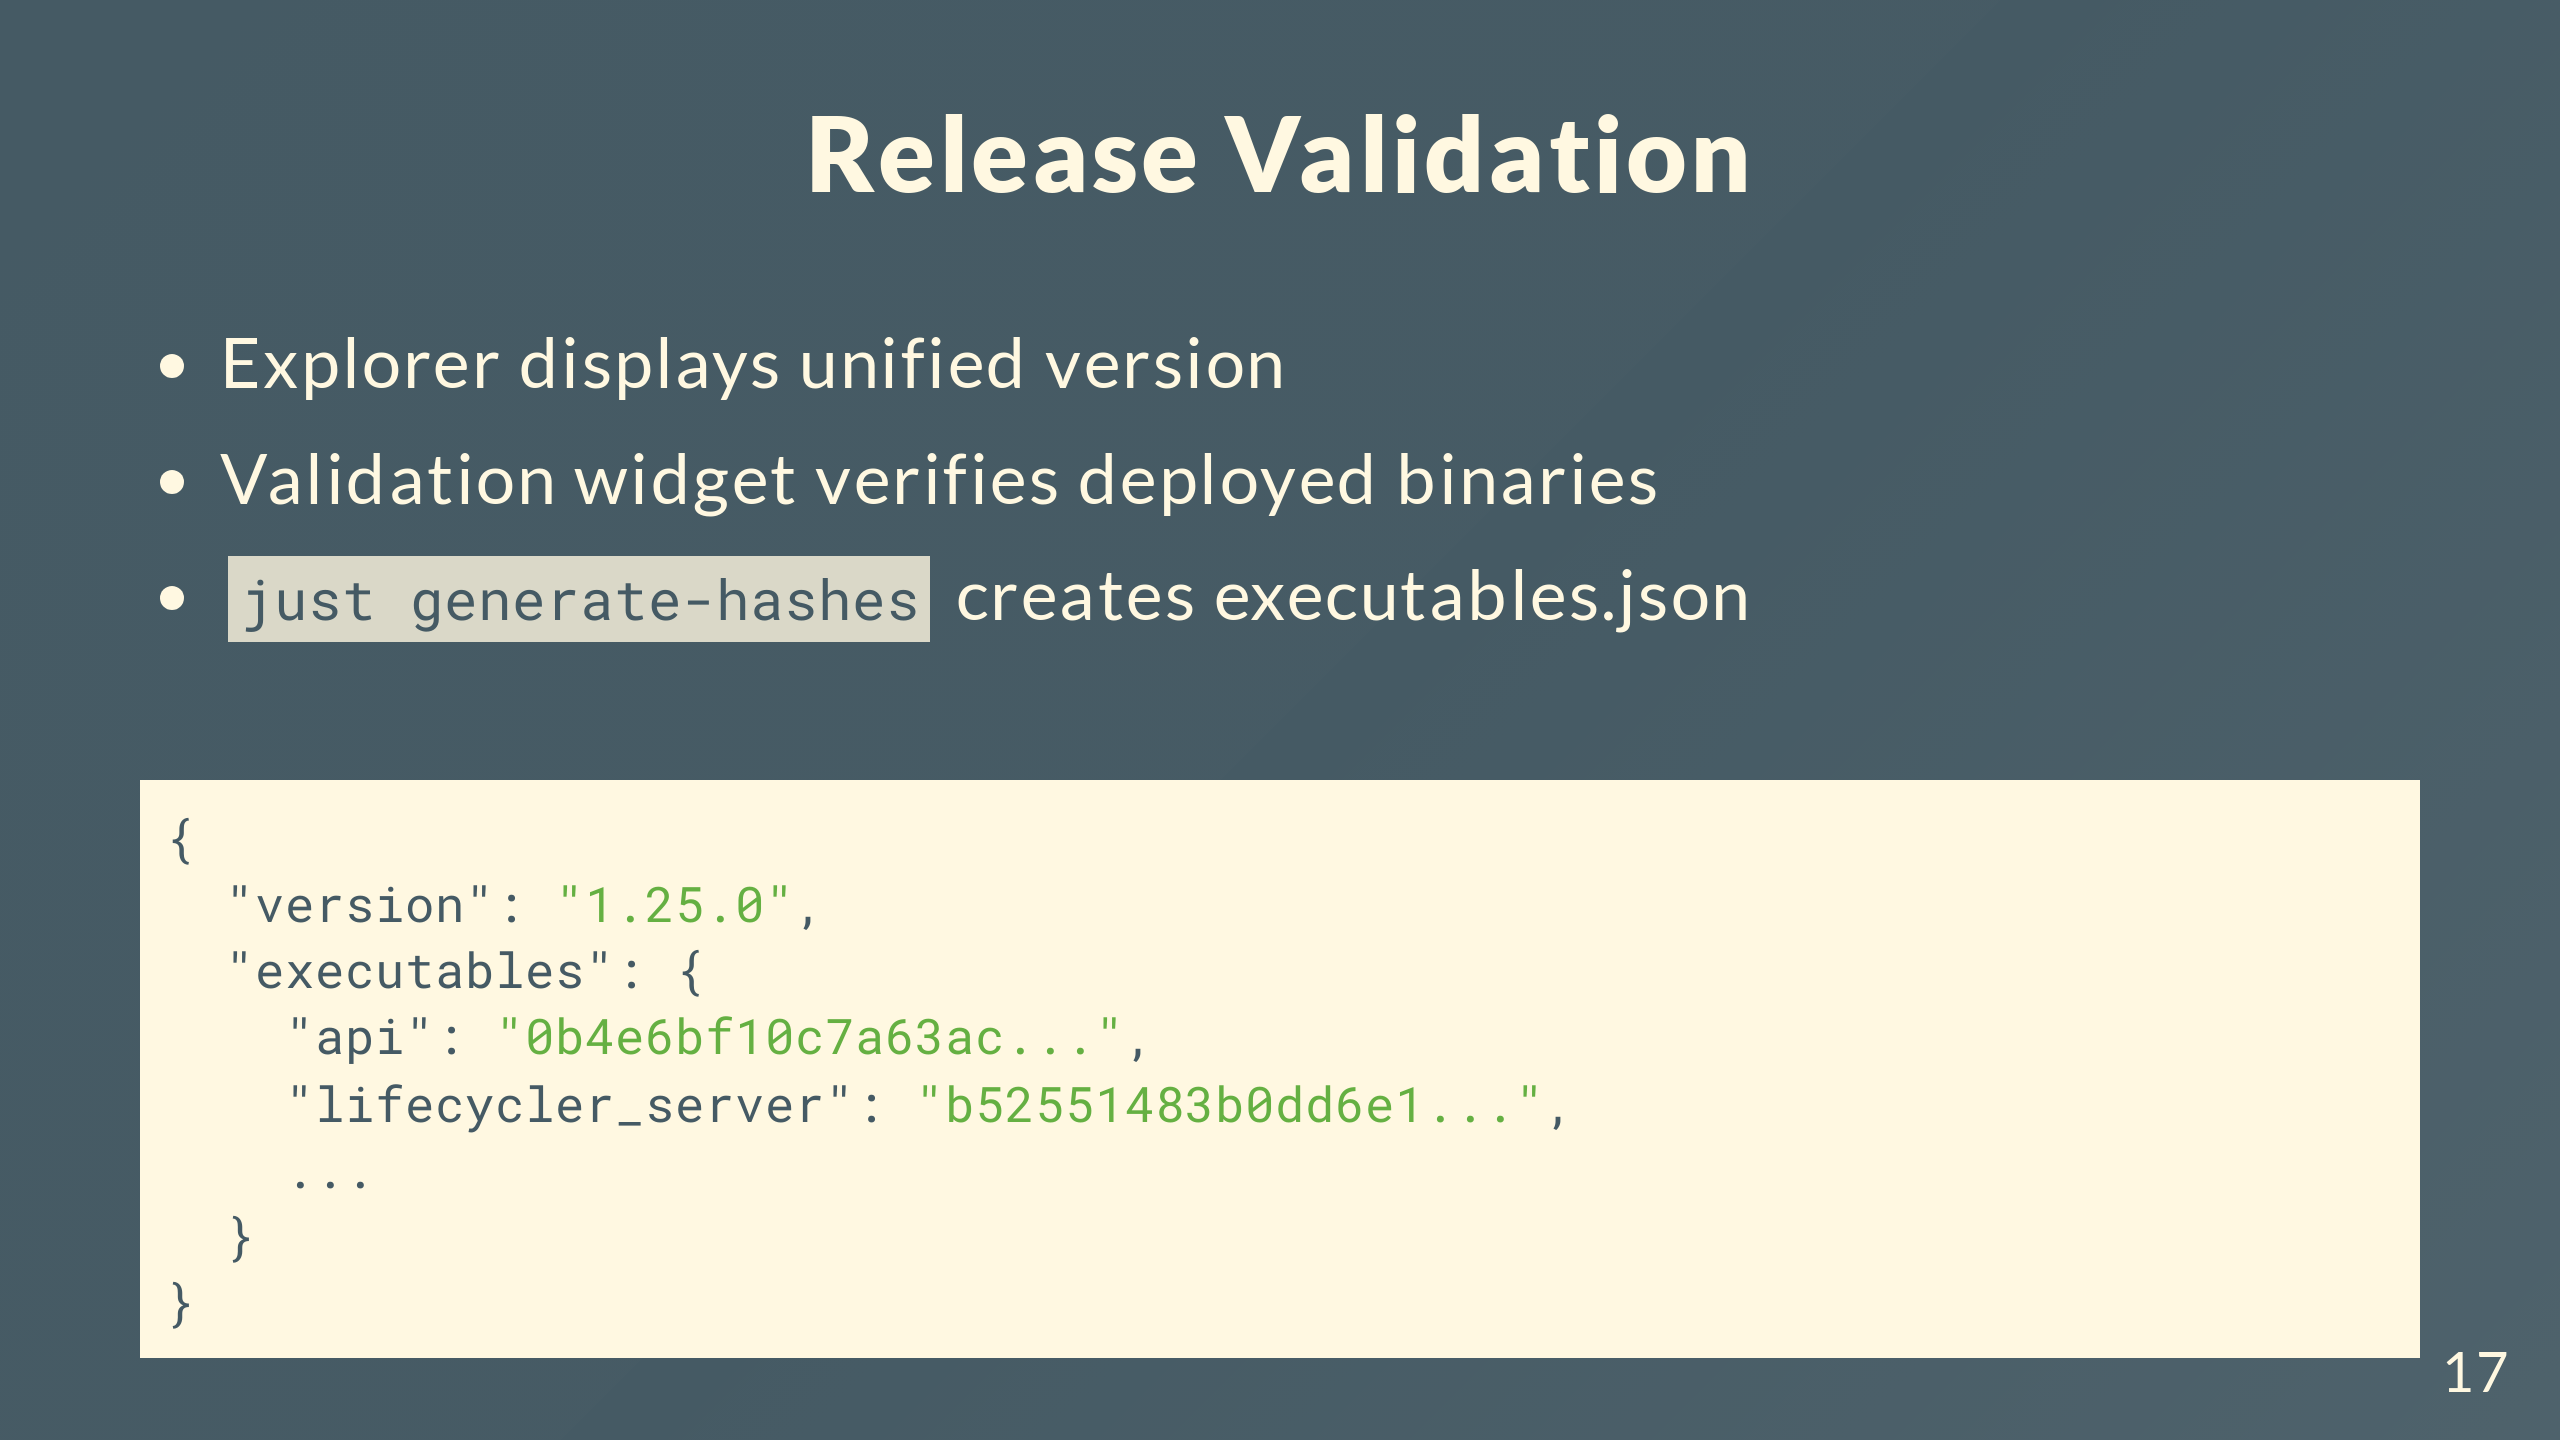 Release Validation
• Explorer displays unified version
• Validation widget verifies deployed binaries
• just generate-hashes creates executables.json
{
  "version": "1.25.0",
  "executables": {
    "api": "0b4e6bf10c7a63ac...",
    "lifecycler_server": "b52551483b0dd6e1...",
    ...
  }
}
17